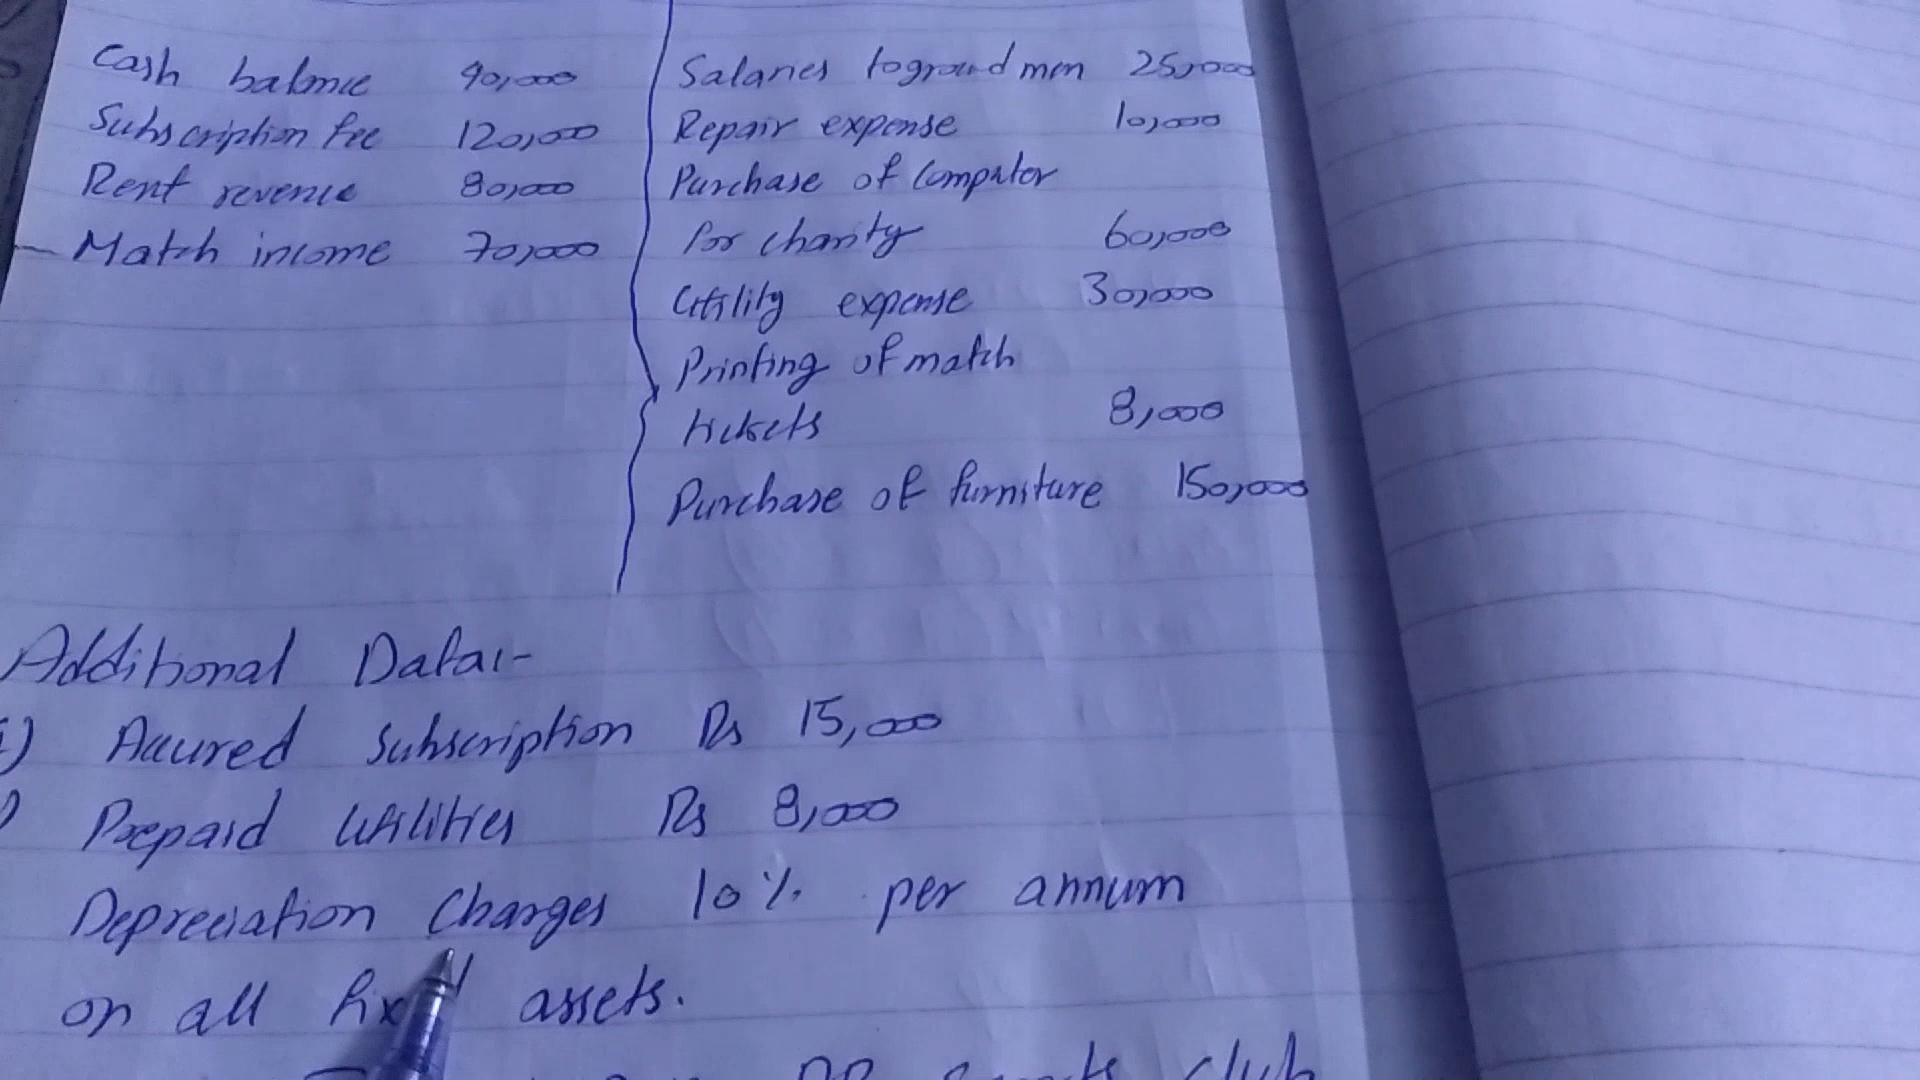 Cash balance 90,000
Subscription fee 120,000
Rent revenue 80,000
Match income 70,000
Salaries to ground men 25,000
Repair expense 10,000
Purchase of Computer
for charity 60,000
Utility expense 30,000
Printing of match
tickets 8,000
Purchase of furniture 150,000
Additional Data:-
Accured Subscription Rs 15,000
Prepaid Utilities Rs 8,000
Depreciation Charges 10% per annum
on all assets.
club